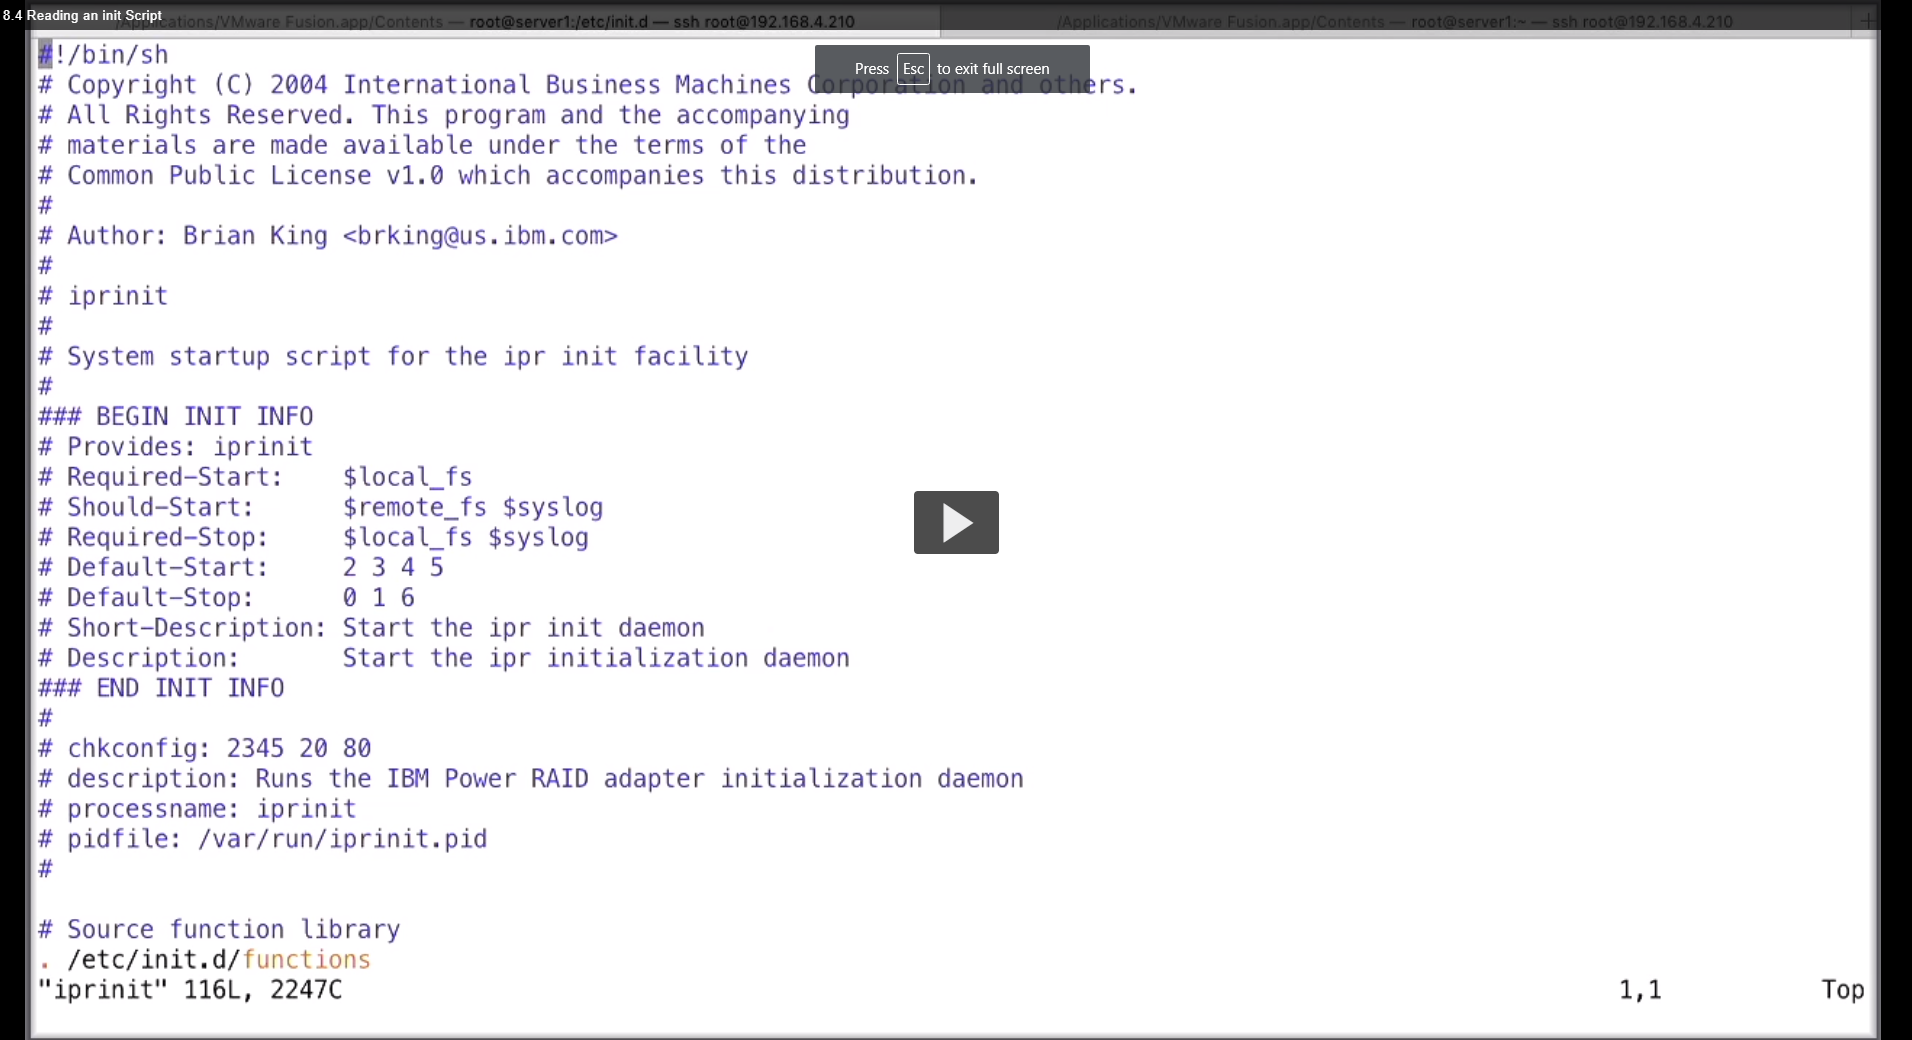 8.4 Reading an init Script
/Applications/VMware Fusion.app/Contents — root@server1:/etc/init.d — ssh root@192.168.4.210
/Applications/VMware Fusion.app/Contents — root@server1:~ — ssh root@192.168.4.210
Press Esc to exit full screen
#!/bin/sh
# Copyright (C) 2004 International Business Machines Corporation and others.
# All Rights Reserved. This program and the accompanying
# materials are made available under the terms of the
# Common Public License v1.0 which accompanies this distribution.
#
# Author: Brian King <brking@us.ibm.com>
#
# iprinit
#
# System startup script for the ipr init facility
#
### BEGIN INIT INFO
# Provides: iprinit
# Required-Start:    $local_fs
# Should-Start:      $remote_fs $syslog
# Required-Stop:     $local_fs $syslog
# Default-Start:     2 3 4 5
# Default-Stop:      0 1 6
# Short-Description: Start the ipr init daemon
# Description:       Start the ipr initialization daemon
### END INIT INFO
#
# chkconfig: 2345 20 80
# description: Runs the IBM Power RAID adapter initialization daemon
# processname: iprinit
# pidfile: /var/run/iprinit.pid
#
# Source function library
. /etc/init.d/functions
"iprinit" 116L, 2247C 1,1 Top